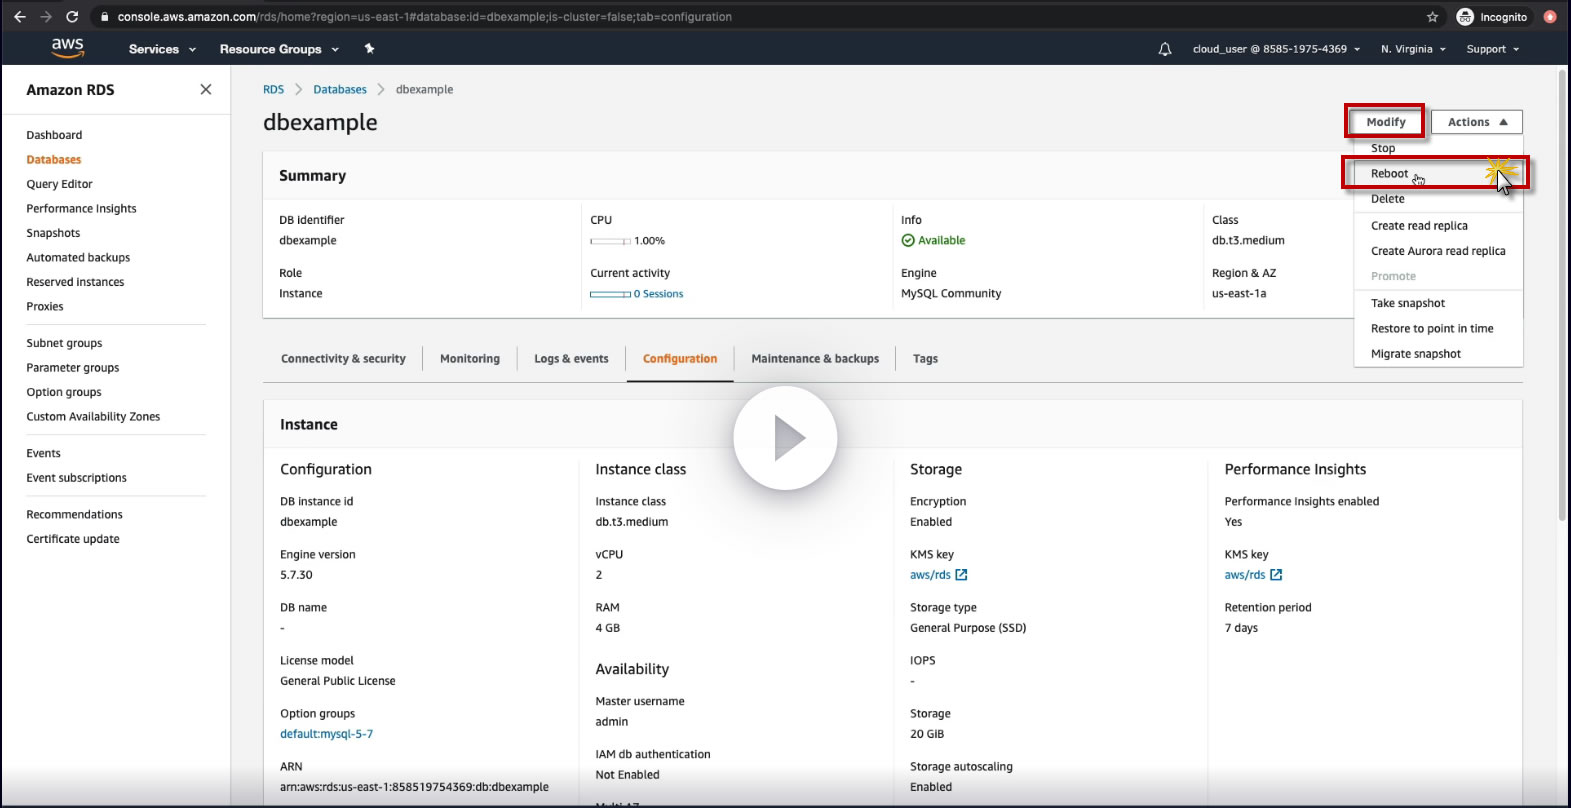 console.aws.amazon.com/rds/home?region=us-east-1#database:id=dbexample;is-cluster=false;tab=configuration
Incognito
aws
Services
Resource Groups
cloud_user @ 8585-1975-4369
N. Virginia
Support
Amazon RDS
Dashboard
Databases
Query Editor
Performance Insights
Snapshots
Automated backups
Reserved instances
Proxies
Subnet groups
Parameter groups
Option groups
Custom Availability Zones
Events
Event subscriptions
Recommendations
Certificate update
RDS
Databases
dbexample
dbexample
Modify
Actions
Stop
Reboot
Delete
Create read replica
Create Aurora read replica
Promote
Take snapshot
Restore to point in time
Migrate snapshot
Summary
DB identifier
dbexample
Role
Instance
CPU
1.00%
Current activity
0 Sessions
Info
Available
Engine
MySQL Community
Class
db.t3.medium
Region & AZ
us-east-1a
Connectivity & security
Monitoring
Logs & events
Configuration
Maintenance & backups
Tags
Instance
Configuration
DB instance id
dbexample
Engine version
5.7.30
DB name
-
License model
General Public License
Option groups
default:mysql-5-7
ARN
arn:aws:rds:us-east-1:858519754369:db:dbexample
Instance class
Instance class
db.t3.medium
vCPU
2
RAM
4 GB
Availability
Master username
admin
IAM db authentication
Not Enabled
Multi-AZ
Storage
Encryption
Enabled
KMS key
aws/rds
Storage type
General Purpose (SSD)
IOPS
-
Storage
20 GiB
Storage autoscaling
Enabled
Performance Insights
Performance Insights enabled
Yes
KMS key
aws/rds
Retention period
7 days